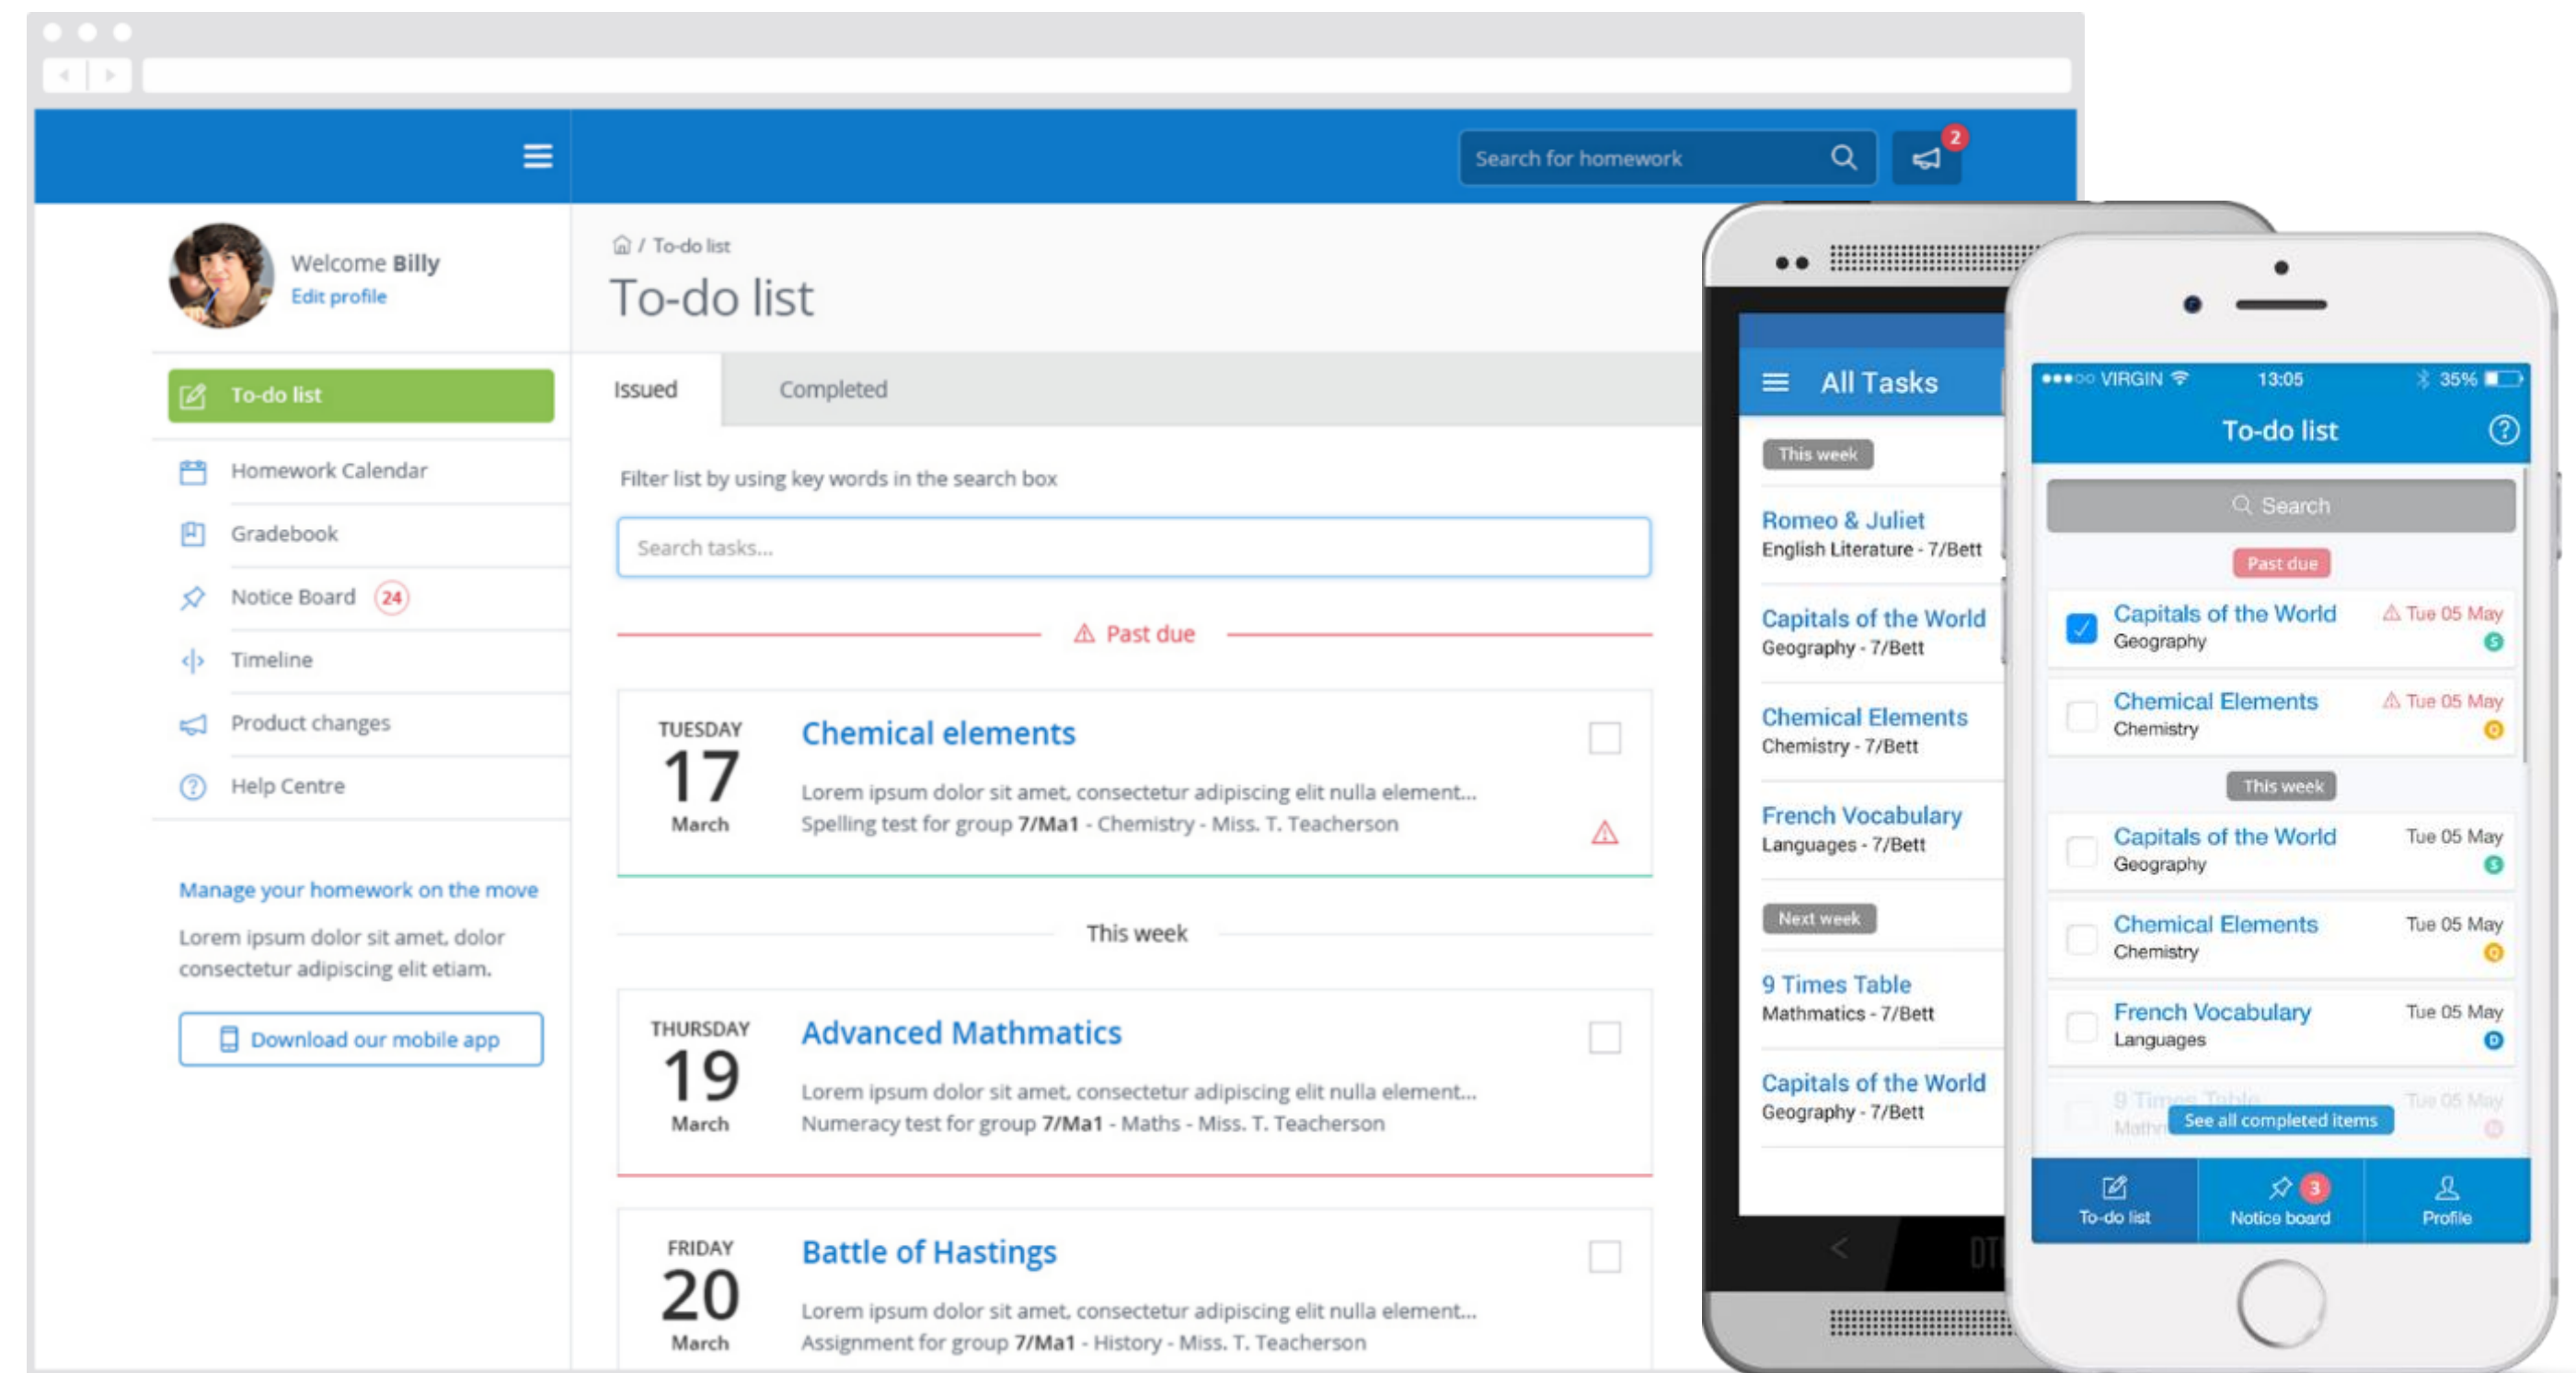 Search for homework
2
Welcome Billy
Edit profile
To-do list
Homework Calendar
Gradebook
Notice Board 24
Timeline
Product changes
Help Centre
Manage your homework on the move
Lorem ipsum dolor sit amet, dolor
consectetur adipiscing elit etiam.
Download our mobile app
/ To-do list
To-do list
Issued
Completed
Filter list by using key words in the search box
Search tasks...
Past due
TUESDAY
17
March
Chemical elements
Lorem ipsum dolor sit amet, consectetur adipiscing elit nulla element...
Spelling test for group 7/Ma1 - Chemistry - Miss. T. Teacherson
This week
THURSDAY
19
March
Advanced Mathmatics
Lorem ipsum dolor sit amet, consectetur adipiscing elit nulla element...
Numeracy test for group 7/Ma1 - Maths - Miss. T. Teacherson
FRIDAY
20
March
Battle of Hastings
Lorem ipsum dolor sit amet, consectetur adipiscing elit nulla element...
Assignment for group 7/Ma1 - History - Miss. T. Teacherson
All Tasks
This week
Romeo & Juliet
English Literature - 7/Bett
Capitals of the World
Geography - 7/Bett
Chemical Elements
Chemistry - 7/Bett
French Vocabulary
Languages - 7/Bett
Next week
9 Times Table
Mathmatics - 7/Bett
Capitals of the World
Geography - 7/Bett
VIRGIN 13:05 35%
To-do list
Search
Past due
Capitals of the World Tue 05 May
Geography S
Chemical Elements Tue 05 May
Chemistry Q
This week
Capitals of the World Tue 05 May
Geography S
Chemical Elements Tue 05 May
Chemistry Q
French Vocabulary Tue 05 May
Languages D
9 Times Table Tue 05 May
See all completed items
To-do list
Notice board 3
Profile